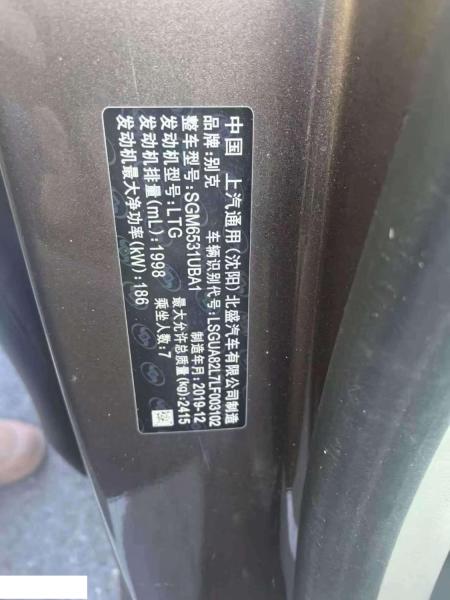 中国 上汽通用(沈阳)北盛汽车有限公司制造
品牌:别克 车辆识别代号:LSGUA82L7LF003102
整车型号:SGM6531UBA1 制造年月:2019-12
发动机型号:LTG 最大允许总质量(kg):2415
发动机排量(mL):1998 乘坐人数:7
发动机最大净功率(kW):186